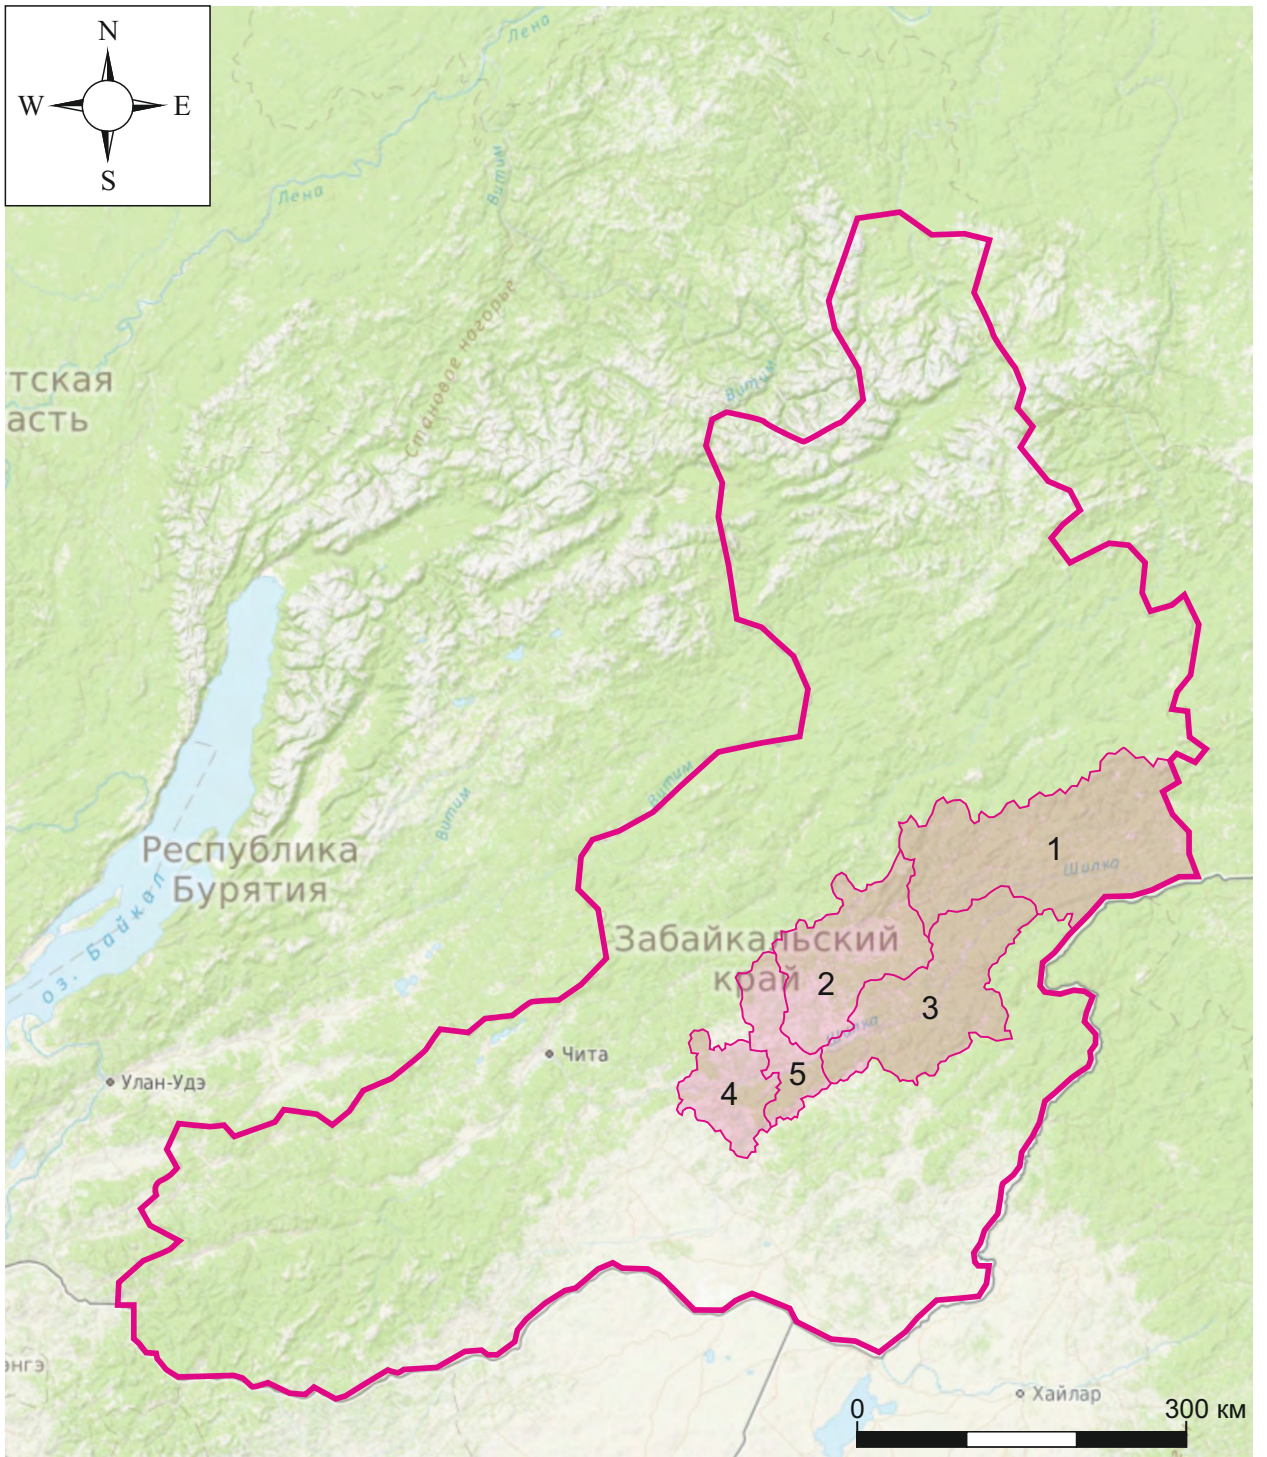 N
W E
S
Лена
Лена
Витим
Становое нагорье
Витим
тская
асть
Витим
Витим
Республика
Бурятия
оз. Байкал
1
Шилка
Забайкальский
край
2
3
Шилка
Чита
5
4
Улан-Удэ
энгэ
Хайлар
0 300 км